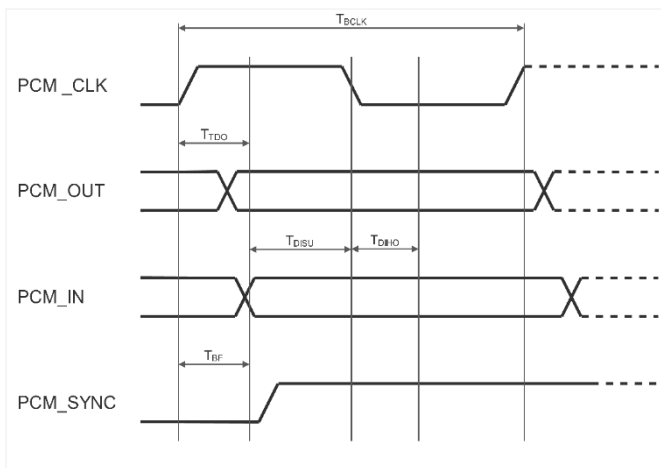 TBCLK
PCM _CLK
TTDO
PCM_OUT
TDISU
TDIHO
PCM_IN
TBF
PCM_SYNC